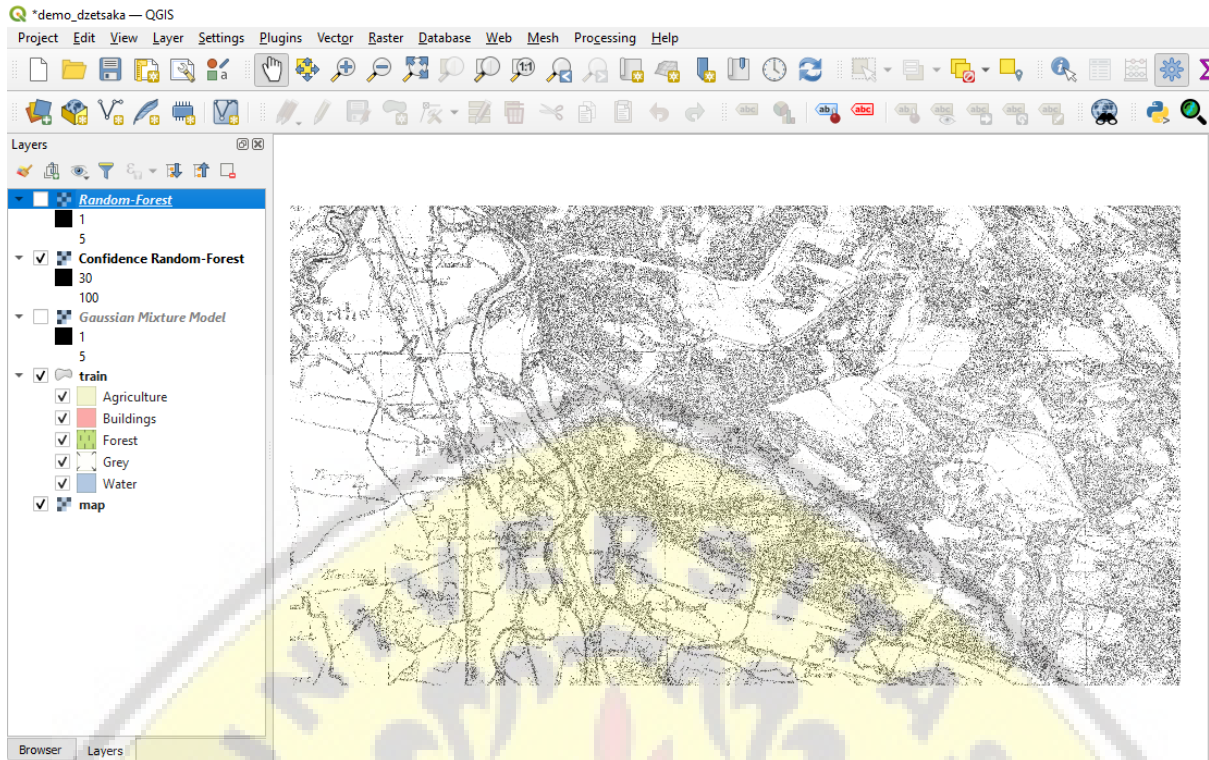 *demo_dzetsaka — QGIS
Project Edit View Layer Settings Plugins Vector Raster Database Web Mesh Processing Help
Layers
Random-Forest
1
5
Confidence Random-Forest
30
100
Gaussian Mixture Model
1
5
train
Agriculture
Buildings
Forest
Grey
Water
map
Browser Layers